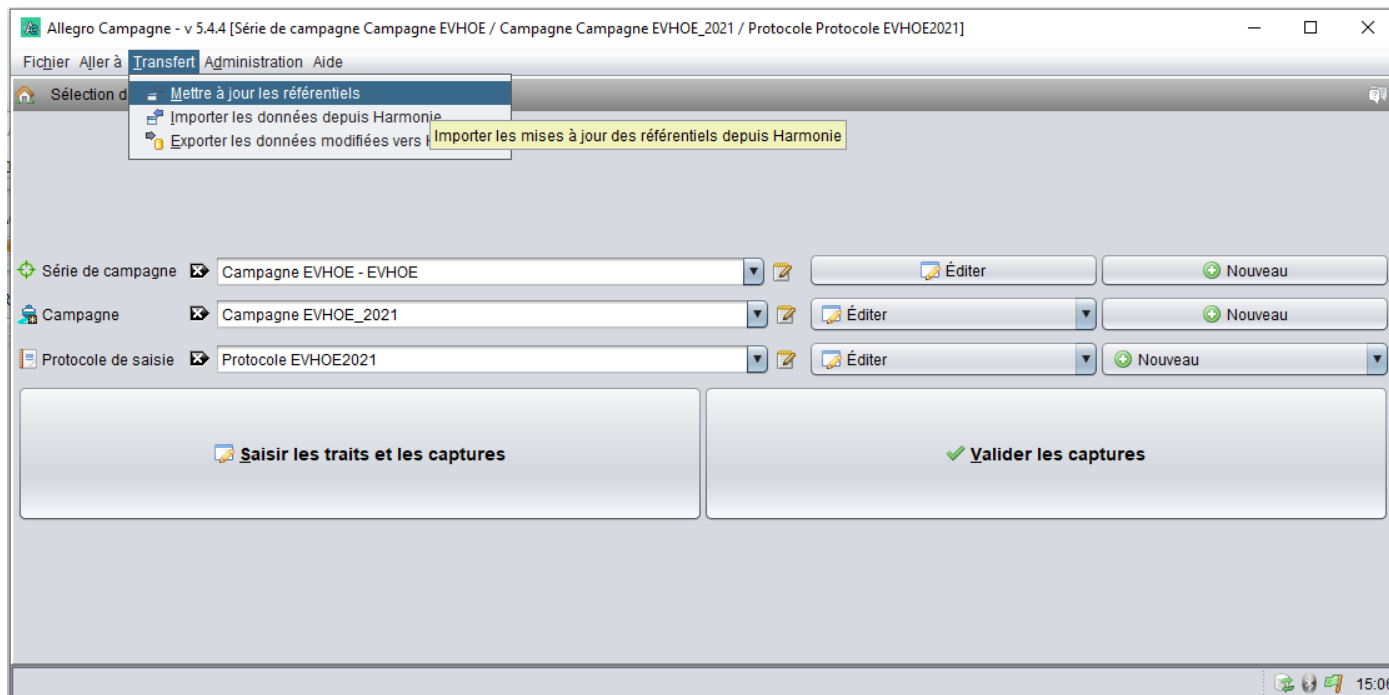 Allegro Campagne - v 5.4.4 [Série de campagne Campagne EVHOE / Campagne Campagne EVHOE_2021 / Protocole Protocole EVHOE2021]
Fichier Aller à Transfert Administration Aide
Sélection d
Mettre à jour les référentiels
Importer les données depuis Harmonie
Exporter les données modifiées vers
Importer les mises à jour des référentiels depuis Harmonie
Série de campagne Campagne EVHOE - EVHOE Éditer Nouveau
Campagne Campagne EVHOE_2021 Éditer Nouveau
Protocole de saisie Protocole EVHOE2021 Éditer Nouveau
Saisir les traits et les captures Valider les captures
15:06